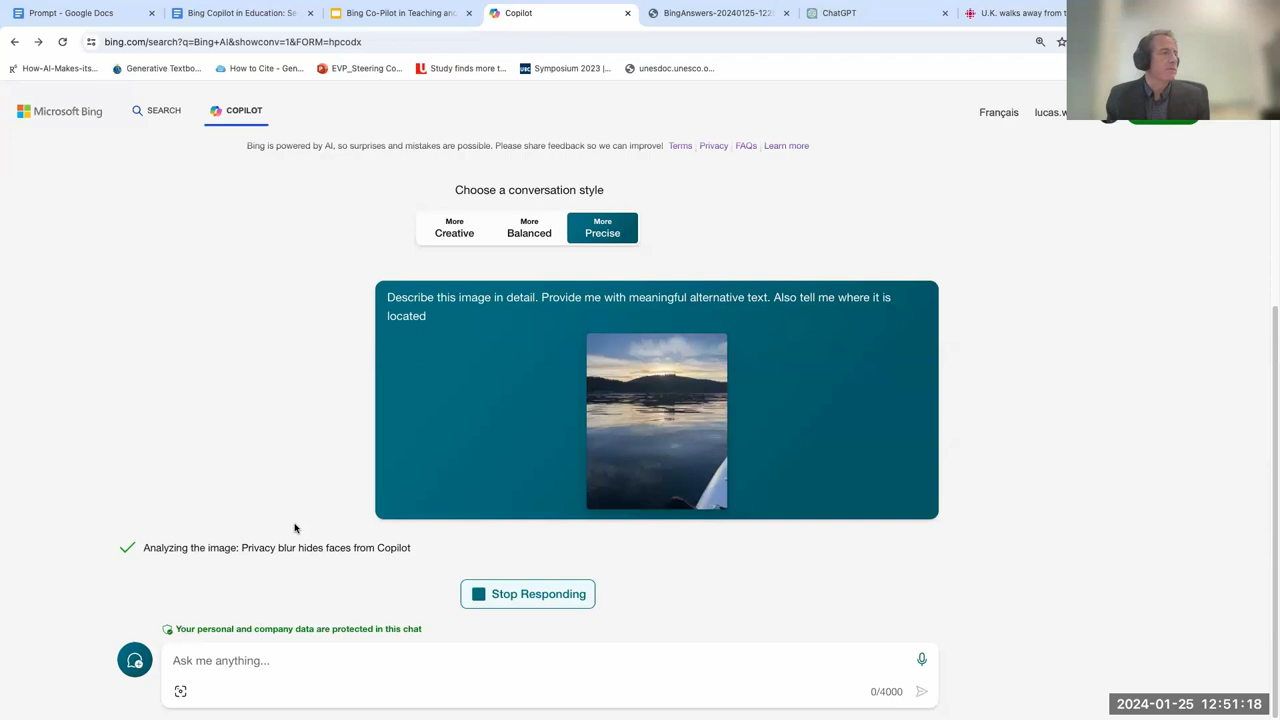 Prompt - Google Docs
Bing Copilot in Education: Se
Bing Co-Pilot in Teaching and
Copilot
BingAnswers-20240125-122
ChatGPT
U.K. walks away from t
bing.com/search?q=Bing+AI&showconv=1&FORM=hpcodx
How-AI-Makes-its...
Generative Textbo...
How to Cite - Gen...
EVP_Steering Co...
Study finds more t...
Symposium 2023 |...
unesdoc.unesco.o...
Microsoft Bing
SEARCH
COPILOT
Français
lucas.w
Bing is powered by AI, so surprises and mistakes are possible. Please share feedback so we can improve! Terms Privacy FAQs Learn more
Choose a conversation style
More Creative
More Balanced
More Precise
Describe this image in detail. Provide me with meaningful alternative text. Also tell me where it is
located
Analyzing the image: Privacy blur hides faces from Copilot
Stop Responding
Your personal and company data are protected in this chat
Ask me anything...
0/4000
2024-01-25 12:51:18